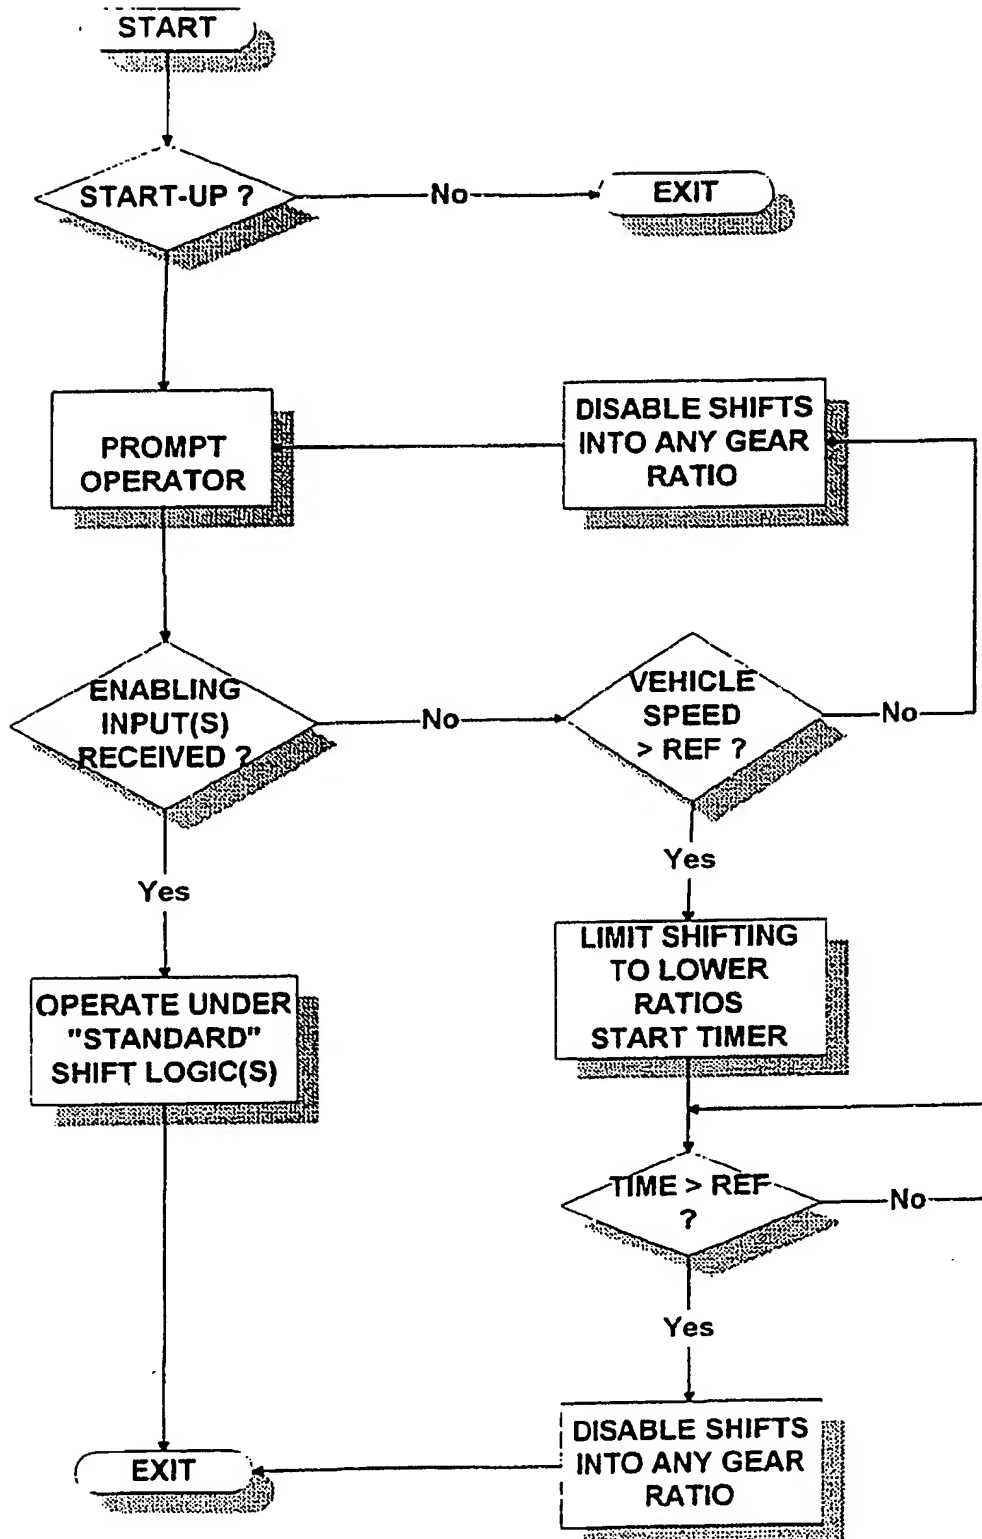 START
START-UP ?
No
EXIT
PROMPT
OPERATOR
DISABLE SHIFTS
INTO ANY GEAR
RATIO
ENABLING
INPUT(S)
RECEIVED ?
No
VEHICLE
SPEED
> REF ?
No
Yes
Yes
OPERATE UNDER
"STANDARD"
SHIFT LOGIC(S)
LIMIT SHIFTING
TO LOWER
RATIOS
START TIMER
TIME > REF
?
No
Yes
DISABLE SHIFTS
INTO ANY GEAR
RATIO
EXIT